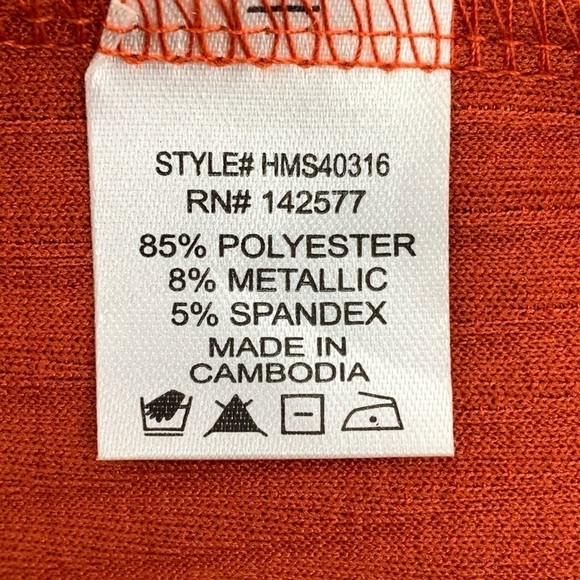 STYLE# HMS40316
RN# 142577
85% POLYESTER
8% METALLIC
5% SPANDEX
MADE IN
CAMBODIA